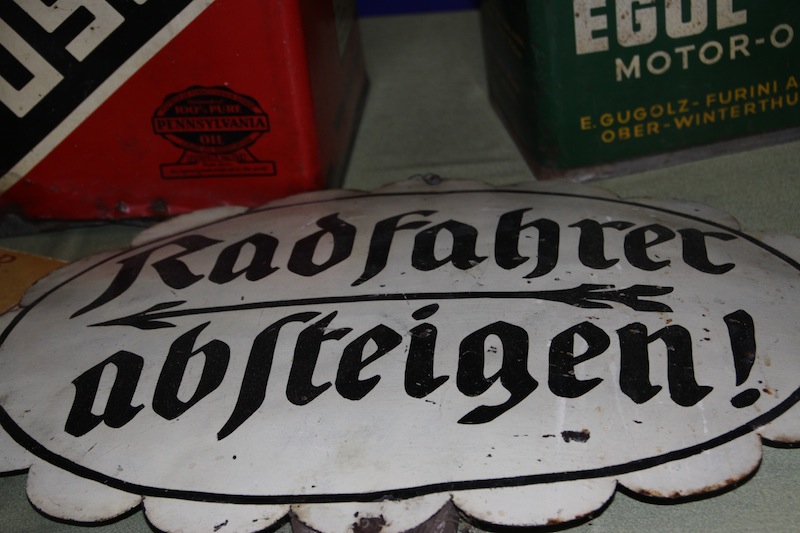 100% PURE
PENNSYLVANIA
OIL
EGOL
MOTOR-O
E. GUGOLZ-FURINI A
OBER-WINTERTHU
Radfahrer
abſteigen!